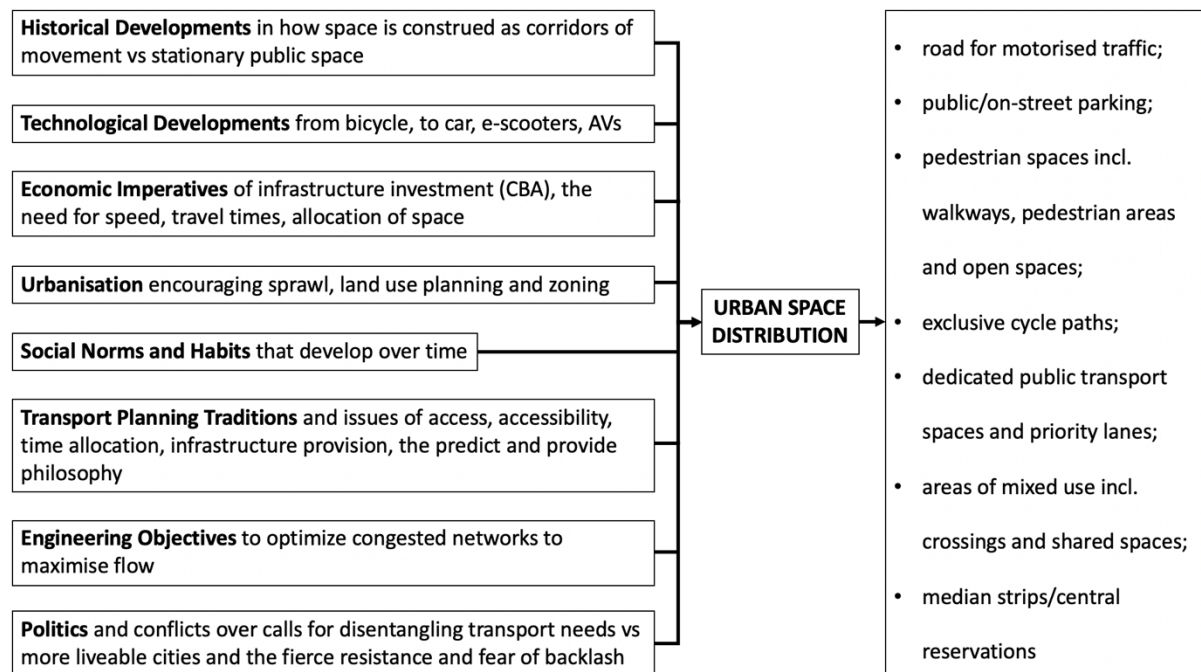 Historical Developments in how space is construed as corridors of
movement vs stationary public space
Technological Developments from bicycle, to car, e-scooters, AVs
Economic Imperatives of infrastructure investment (CBA), the
need for speed, travel times, allocation of space
Urbanisation encouraging sprawl, land use planning and zoning
Social Norms and Habits that develop over time
Transport Planning Traditions and issues of access, accessibility,
time allocation, infrastructure provision, the predict and provide
philosophy
Engineering Objectives to optimize congested networks to
maximise flow
Politics and conflicts over calls for disentangling transport needs vs
more liveable cities and the fierce resistance and fear of backlash
URBAN SPACE
DISTRIBUTION
• road for motorised traffic;
• public/on-street parking;
• pedestrian spaces incl.
walkways, pedestrian areas
and open spaces;
• exclusive cycle paths;
• dedicated public transport
spaces and priority lanes;
• areas of mixed use incl.
crossings and shared spaces;
• median strips/central
reservations